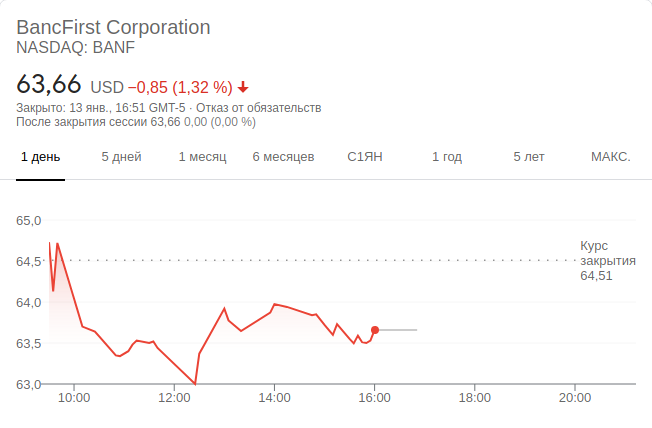 BancFirst Corporation
NASDAQ: BANF
63,66 USD −0,85 (1,32 %)
Закрыто: 13 янв., 16:51 GMT-5 · Отказ от обязательств
После закрытия сессии 63,66 0,00 (0,00 %)
1 день 5 дней 1 месяц 6 месяцев С1ЯН 1 год 5 лет МАКС.
65,0
Курс
закрытия
64,51
64,5
64,0
63,5
63,0
10:00 12:00 14:00 16:00 18:00 20:00